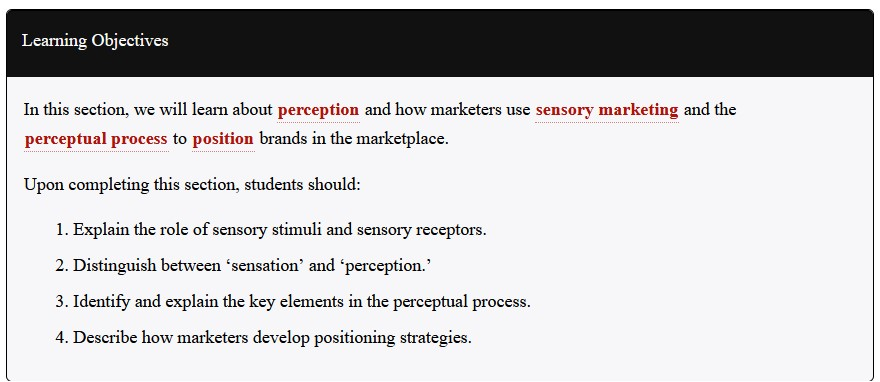 Learning Objectives
In this section, we will learn about perception and how marketers use sensory marketing and the
perceptual process to position brands in the marketplace.
Upon completing this section, students should:
1. Explain the role of sensory stimuli and sensory receptors.
2. Distinguish between ‘sensation’ and ‘perception.’
3. Identify and explain the key elements in the perceptual process.
4. Describe how marketers develop positioning strategies.